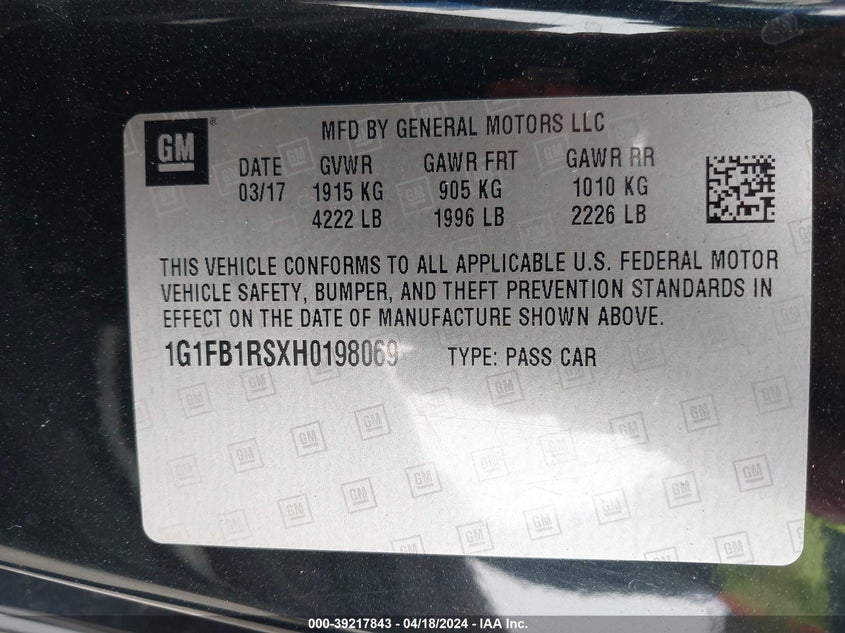 GM
MFD BY GENERAL MOTORS LLC
DATE GVWR GAWR FRT GAWR RR
03/17 1915 KG 905 KG 1010 KG
4222 LB 1996 LB 2226 LB
THIS VEHICLE CONFORMS TO ALL APPLICABLE U.S. FEDERAL MOTOR
VEHICLE SAFETY, BUMPER, AND THEFT PREVENTION STANDARDS IN
EFFECT ON THE DATE OF MANUFACTURE SHOWN ABOVE.
1G1FB1RSXH0198069 TYPE: PASS CAR
000-39217843 - 04/18/2024 - IAA Inc.